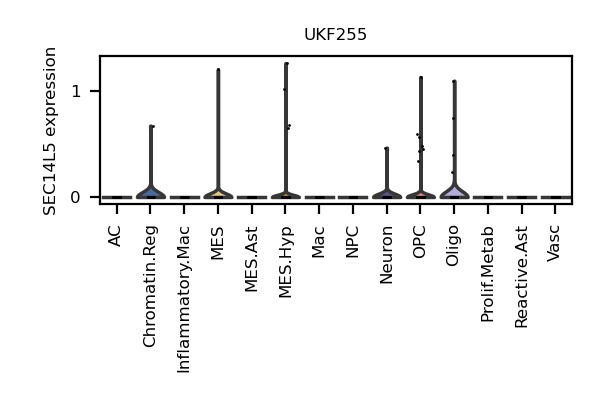 UKF255
SEC14L5 expression
1
0
AC
Chromatin.Reg
Inflammatory.Mac
MES
MES.Ast
MES.Hyp
Mac
NPC
Neuron
OPC
Oligo
Prolif.Metab
Reactive.Ast
Vasc